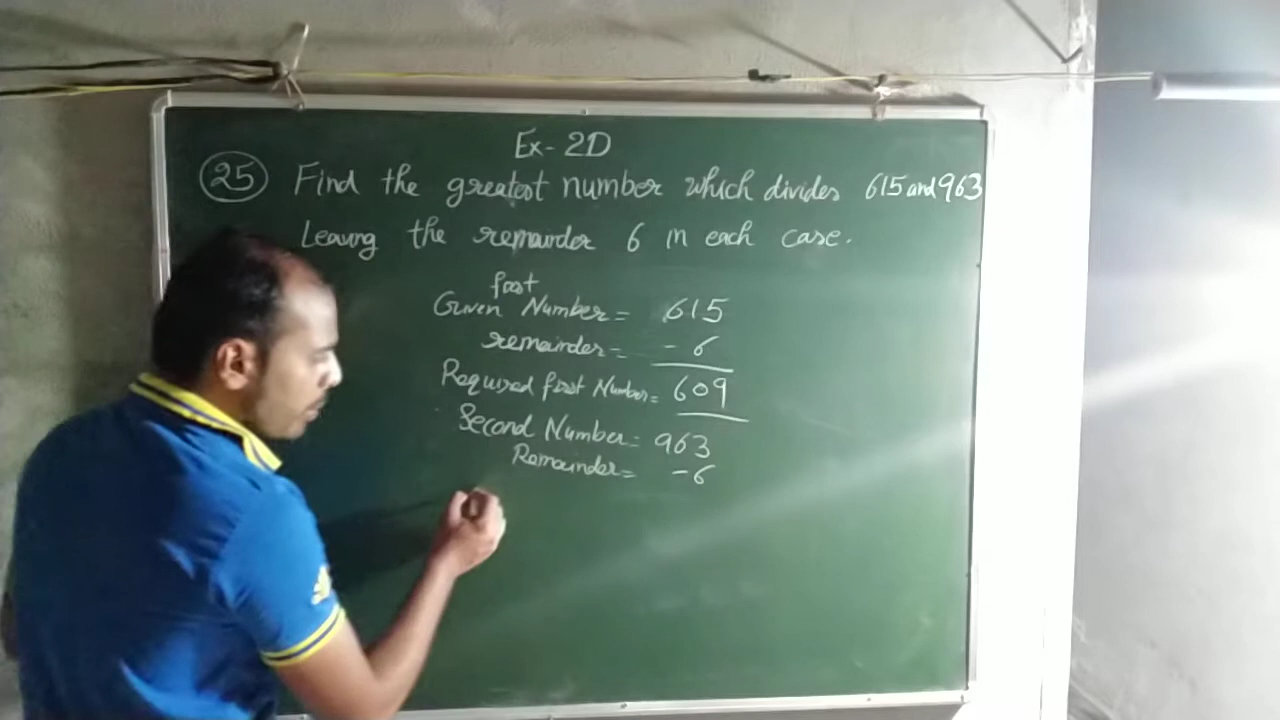 Ex- 2D
25 Find the greatest number which divides 615 and 963
Leaving the remainder 6 in each case.
first
Given Number = 615
remainder = - 6
Required first Number = 609
Second Number = 963
Remainder = - 6